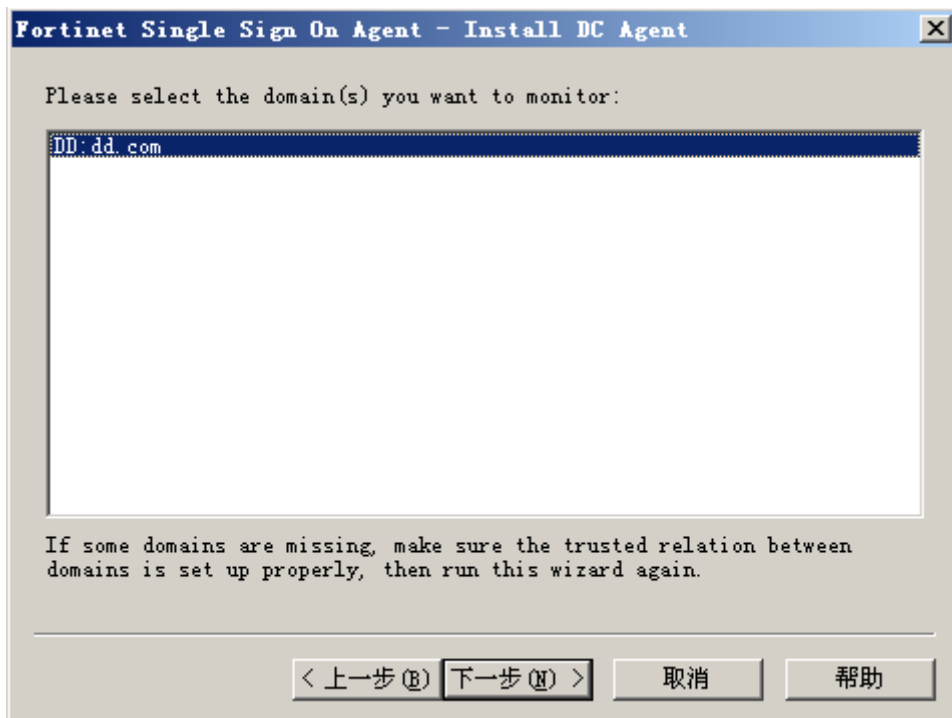 Fortinet Single Sign On Agent - Install DC Agent
Please select the domain(s) you want to monitor:
DD:dd.com
If some domains are missing, make sure the trusted relation between
domains is set up properly, then run this wizard again.
< 上一步(B) 下一步(N) > 取消 帮助